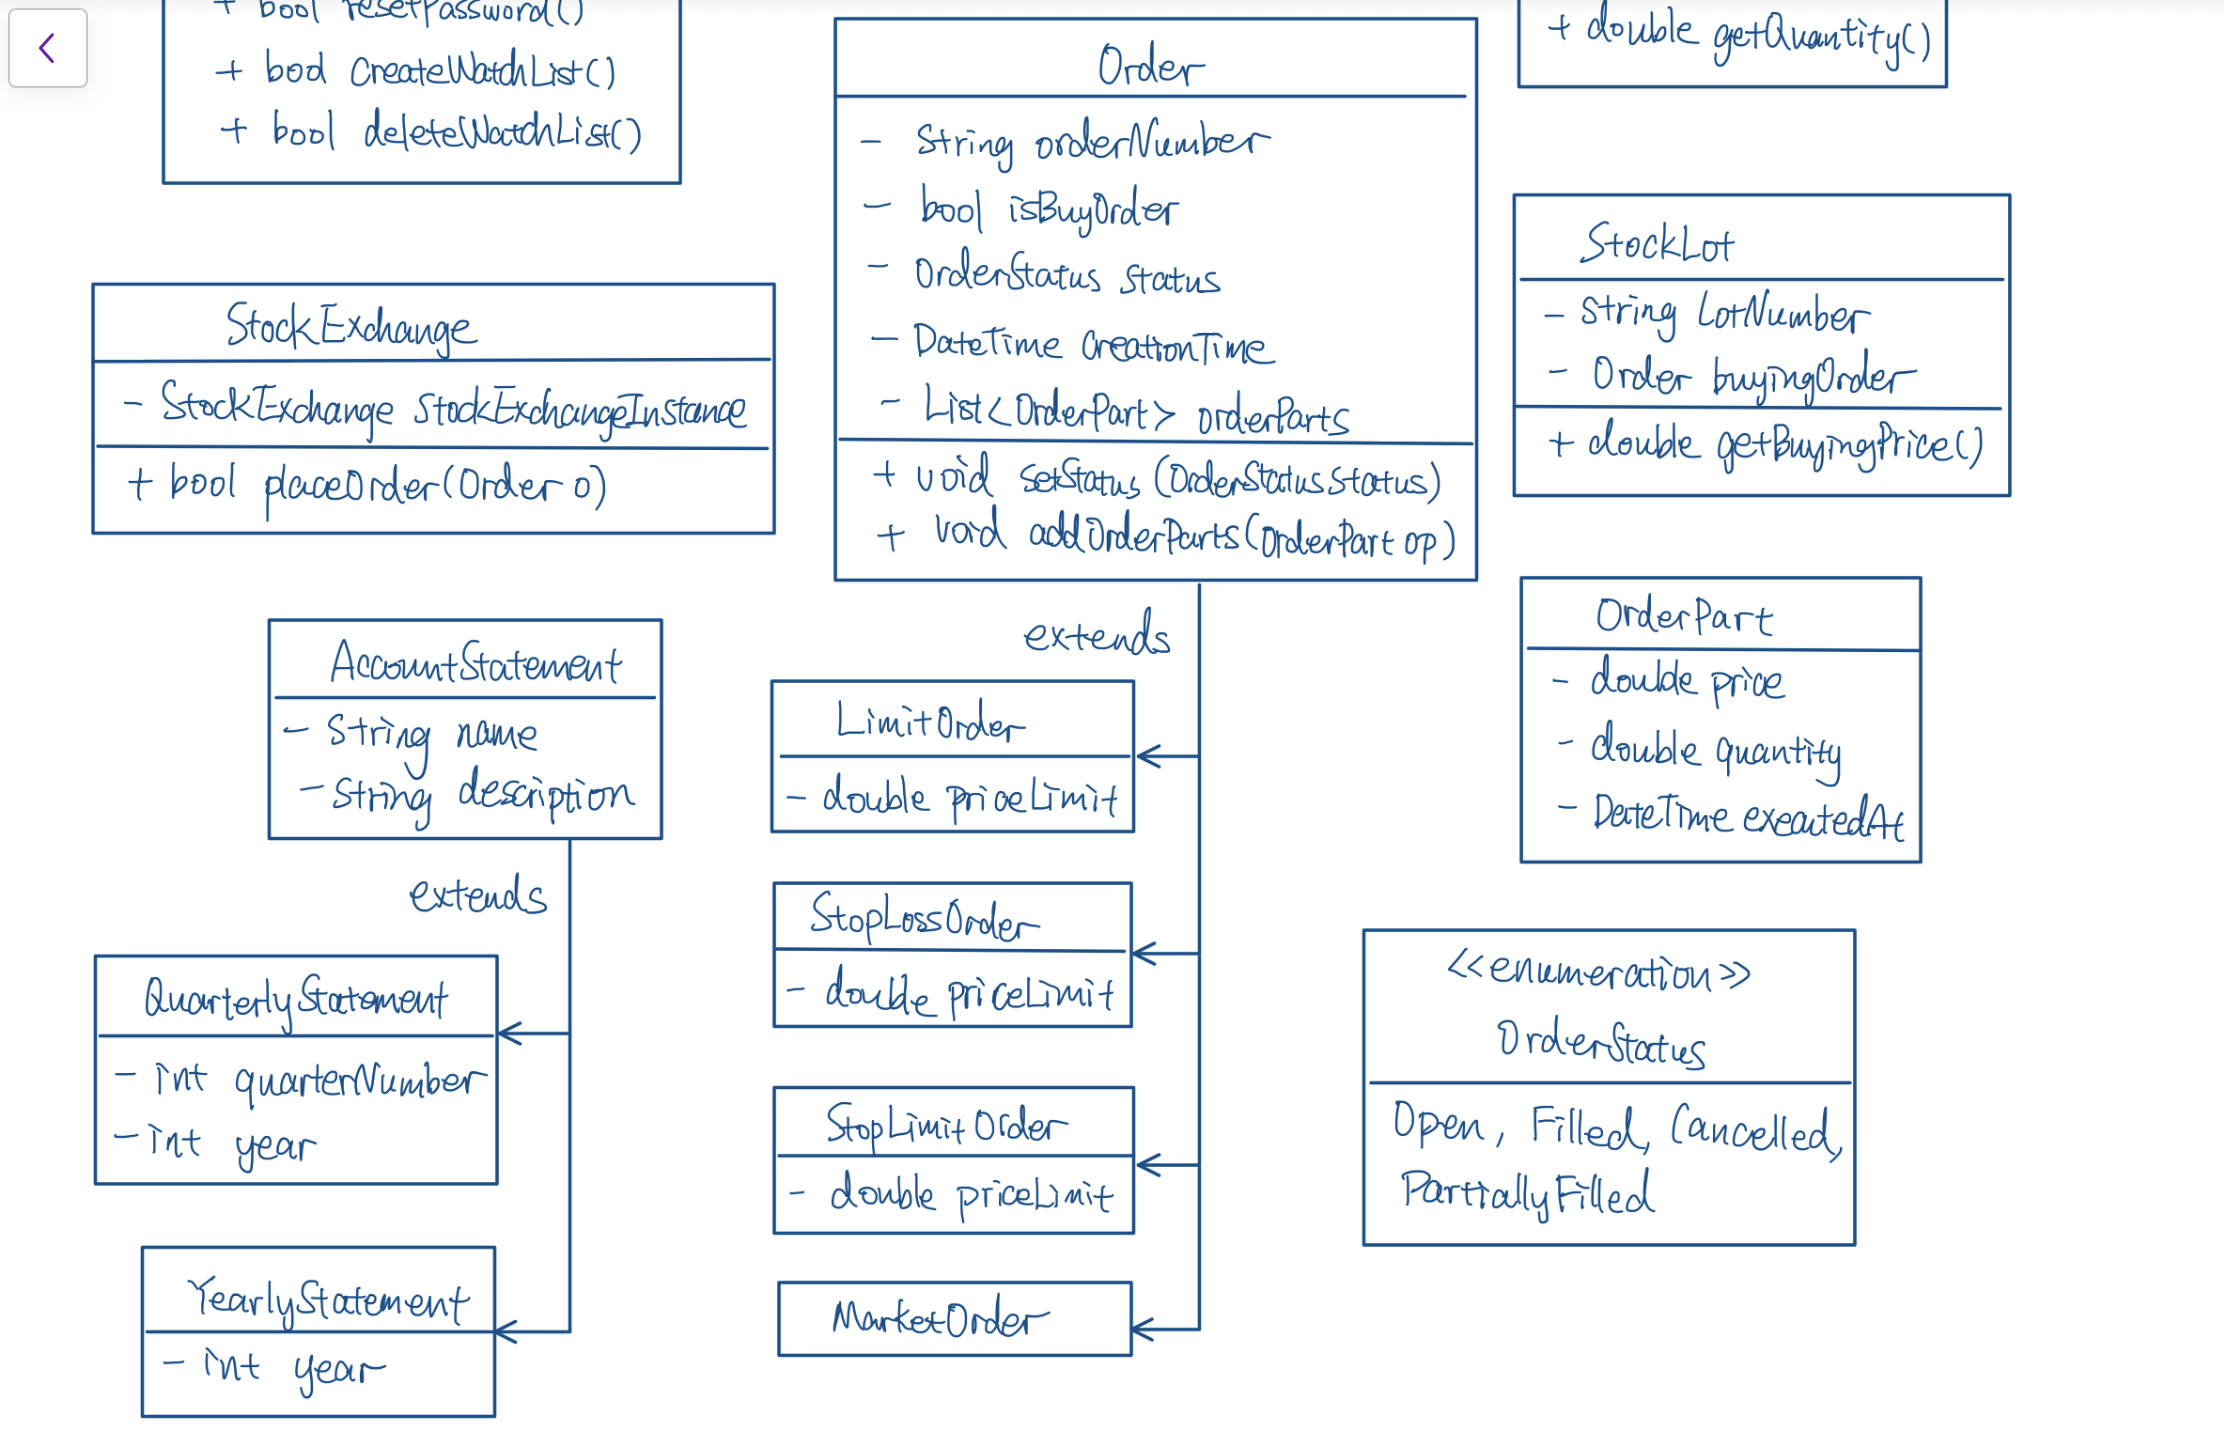 + bool resetPassword()
+ bool CreateWatchList()
+ bool deleteWatchList()
StockExchange
- StockExchange StockExchangeInstance
+ bool placeOrder(Order o)
AccountStatement
- String name
- String description
extends
QuarterlyStatement
- int quarterNumber
- int year
YearlyStatement
- int year
Order
- String orderNumber
- bool isBuyOrder
- OrderStatus status
- DateTime CreationTime
- List<OrderPart> orderParts
+ void setStatus (OrderStatus Status)
+ void addOrderParts(OrderPart op)
extends
LimitOrder
- double priceLimit
StopLossOrder
- double priceLimit
StopLimitOrder
- double priceLimit
MarketOrder
+ double getQuantity()
StockLot
- String LotNumber
- Order buyingOrder
+ double getBuyingPrice()
OrderPart
- double price
- double quantity
- DateTime executedAt
<<enumeration>>
OrderStatus
Open, Filled, Cancelled,
PartiallyFilled